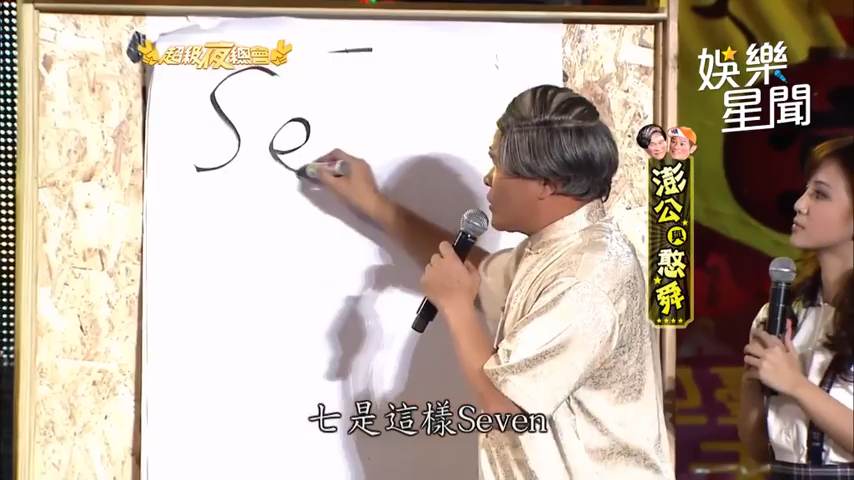 超級夜總會
娛樂
星聞
Se
澎公與憨舜
七是這樣Seven